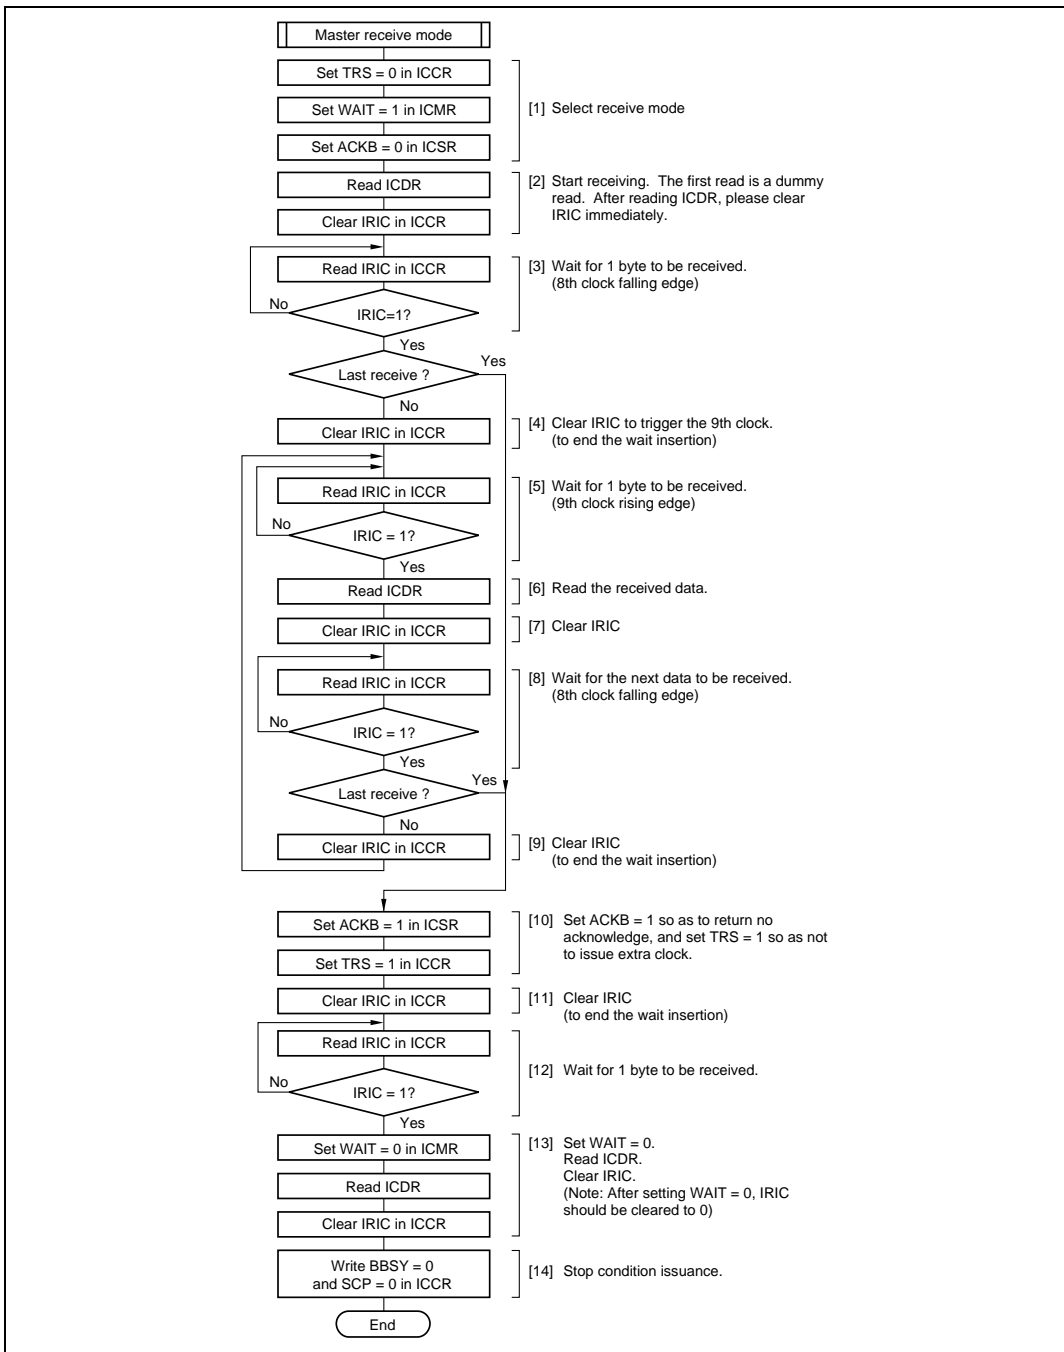 Master receive mode
Set TRS = 0 in ICCR
Set WAIT = 1 in ICMR
[1] Select receive mode
Set ACKB = 0 in ICSR
Read ICDR
[2] Start receiving. The first read is a dummy
read. After reading ICDR, please clear
IRIC immediately.
Clear IRIC in ICCR
Read IRIC in ICCR
[3] Wait for 1 byte to be received.
(8th clock falling edge)
No
IRIC=1?
Yes
Last receive ?
Yes
No
Clear IRIC in ICCR
[4] Clear IRIC to trigger the 9th clock.
(to end the wait insertion)
Read IRIC in ICCR
[5] Wait for 1 byte to be received.
(9th clock rising edge)
No
IRIC = 1?
Yes
Read ICDR
[6] Read the received data.
Clear IRIC in ICCR
[7] Clear IRIC
Read IRIC in ICCR
[8] Wait for the next data to be received.
(8th clock falling edge)
No
IRIC = 1?
Yes
Last receive ?
Yes
No
Clear IRIC in ICCR
[9] Clear IRIC
(to end the wait insertion)
Set ACKB = 1 in ICSR
[10] Set ACKB = 1 so as to return no
acknowledge, and set TRS = 1 so as not
to issue extra clock.
Set TRS = 1 in ICCR
Clear IRIC in ICCR
[11] Clear IRIC
(to end the wait insertion)
Read IRIC in ICCR
[12] Wait for 1 byte to be received.
No
IRIC = 1?
Yes
Set WAIT = 0 in ICMR
[13] Set WAIT = 0.
Read ICDR.
Clear IRIC.
(Note: After setting WAIT = 0, IRIC
should be cleared to 0)
Read ICDR
Clear IRIC in ICCR
Write BBSY = 0
and SCP = 0 in ICCR
[14] Stop condition issuance.
End